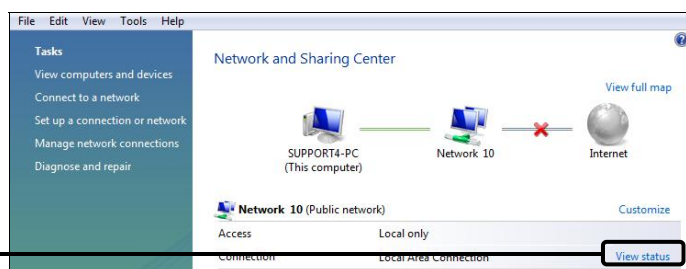 File Edit View Tools Help
Tasks
View computers and devices
Connect to a network
Set up a connection or network
Manage network connections
Diagnose and repair
Network and Sharing Center
View full map
SUPPORT4-PC
(This computer)
Network 10
Internet
Network 10 (Public network)
Customize
Access Local only
Connection Local Area Connection View status